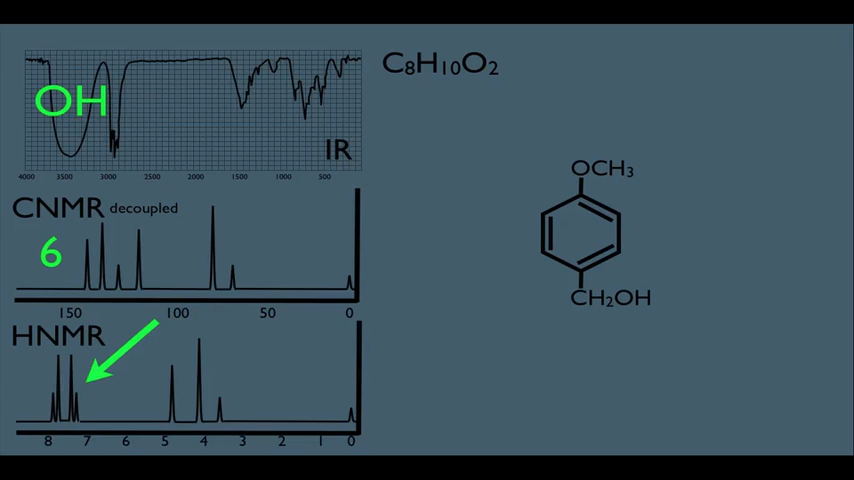 C₈H₁₀O₂
OH
IR
4000 3500 3000 2500 2000 1500 1000 500
OCH₃
CNMR decoupled
6
CH₂OH
150 100 50 0
HNMR
8 7 6 5 4 3 2 1 0